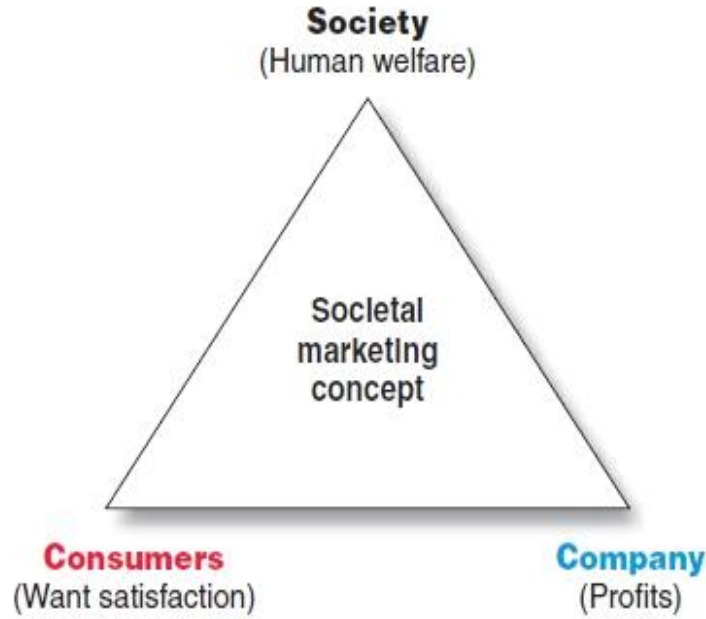 Society
(Human welfare)
Societal
marketing
concept
Consumers
(Want satisfaction)
Company
(Profits)